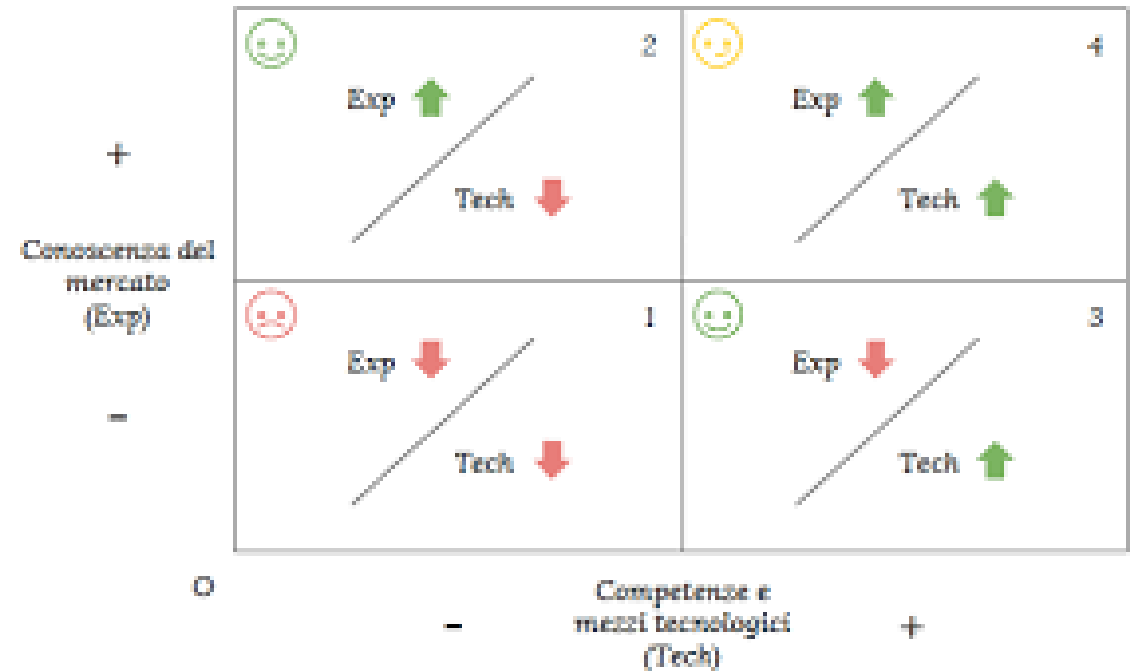 2
4
Exp
Exp
+
Tech
Tech
Conoscenza del
mercato
(Exp)
1
3
Exp
Exp
-
Tech
Tech
O
Competenze e
- mezzi tecnologici +
(Tech)